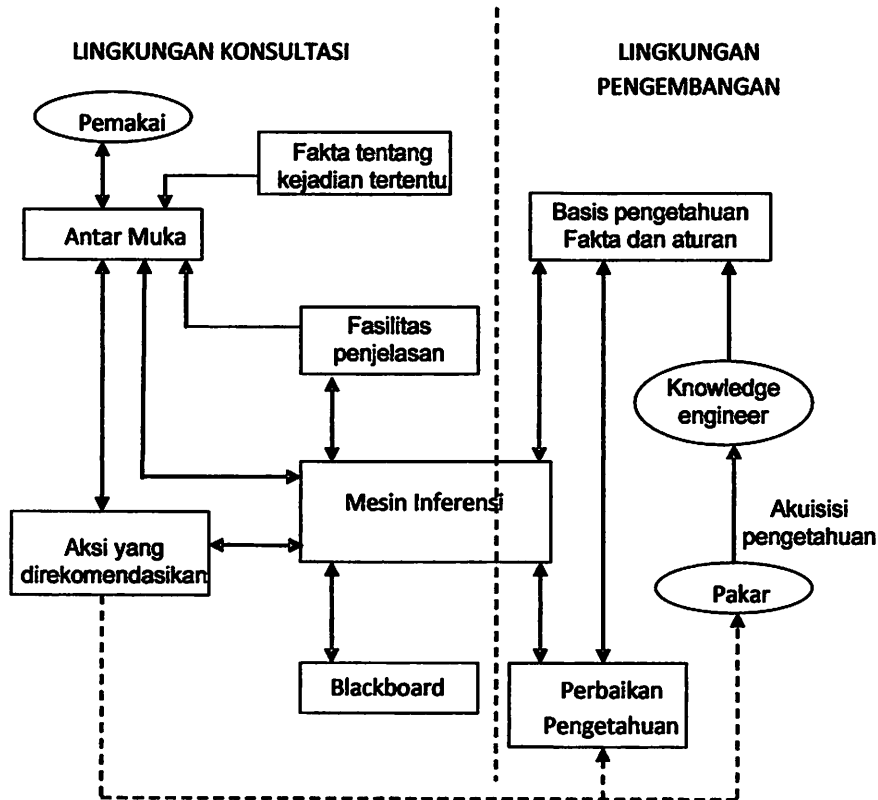 LINGKUNGAN KONSULTASI
LINGKUNGAN
PENGEMBANGAN
Pemakai
Fakta tentang
kejadian tertentu
Antar Muka
Basis pengetahuan
Fakta dan aturan
Fasilitas
penjelasan
Knowledge
engineer
Mesin Inferensi
Akuisisi
pengetahuan
Aksi yang
direkomendasikan
Pakar
Blackboard
Perbaikan
Pengetahuan